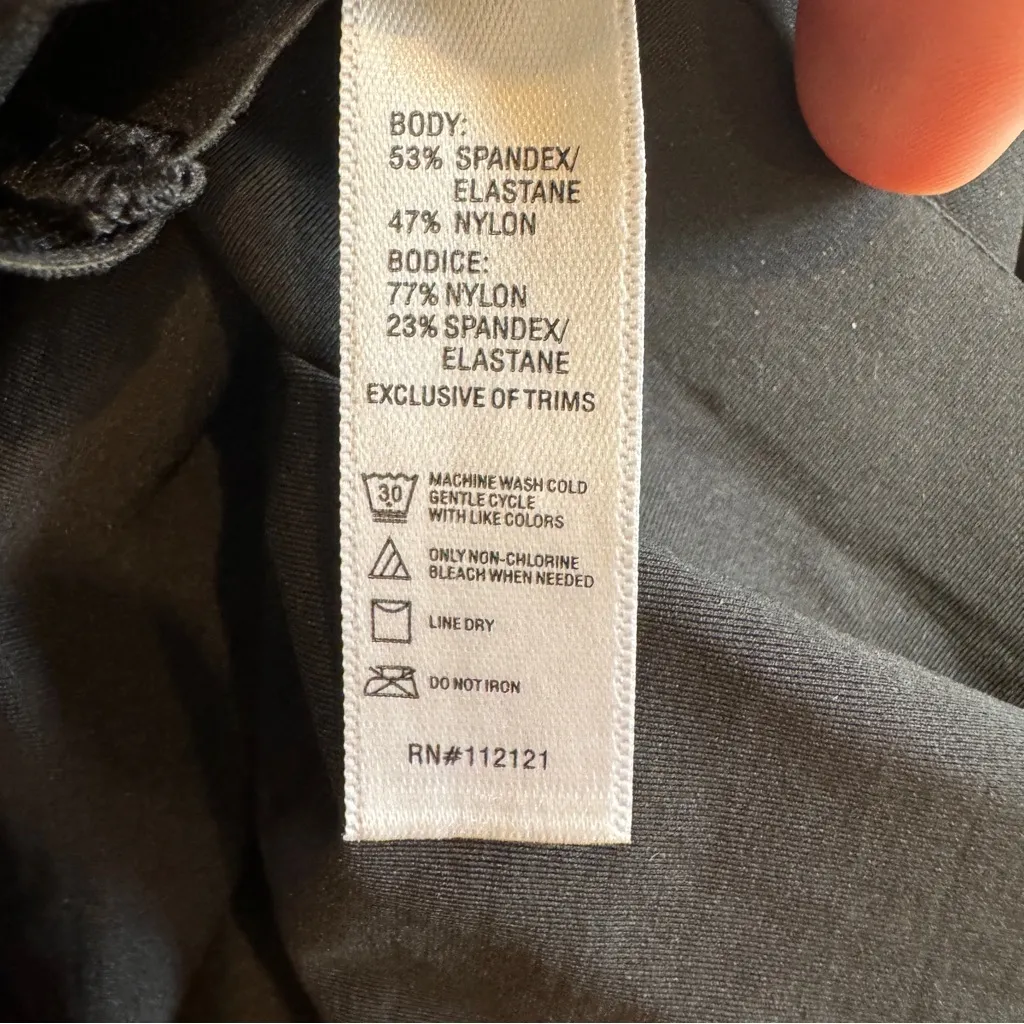 BODY:
53% SPANDEX/
ELASTANE
47% NYLON
BODICE:
77% NYLON
23% SPANDEX/
ELASTANE
EXCLUSIVE OF TRIMS
30
MACHINE WASH COLD
GENTLE CYCLE
WITH LIKE COLORS
ONLY NON-CHLORINE
BLEACH WHEN NEEDED
LINE DRY
DO NOT IRON
RN#112121